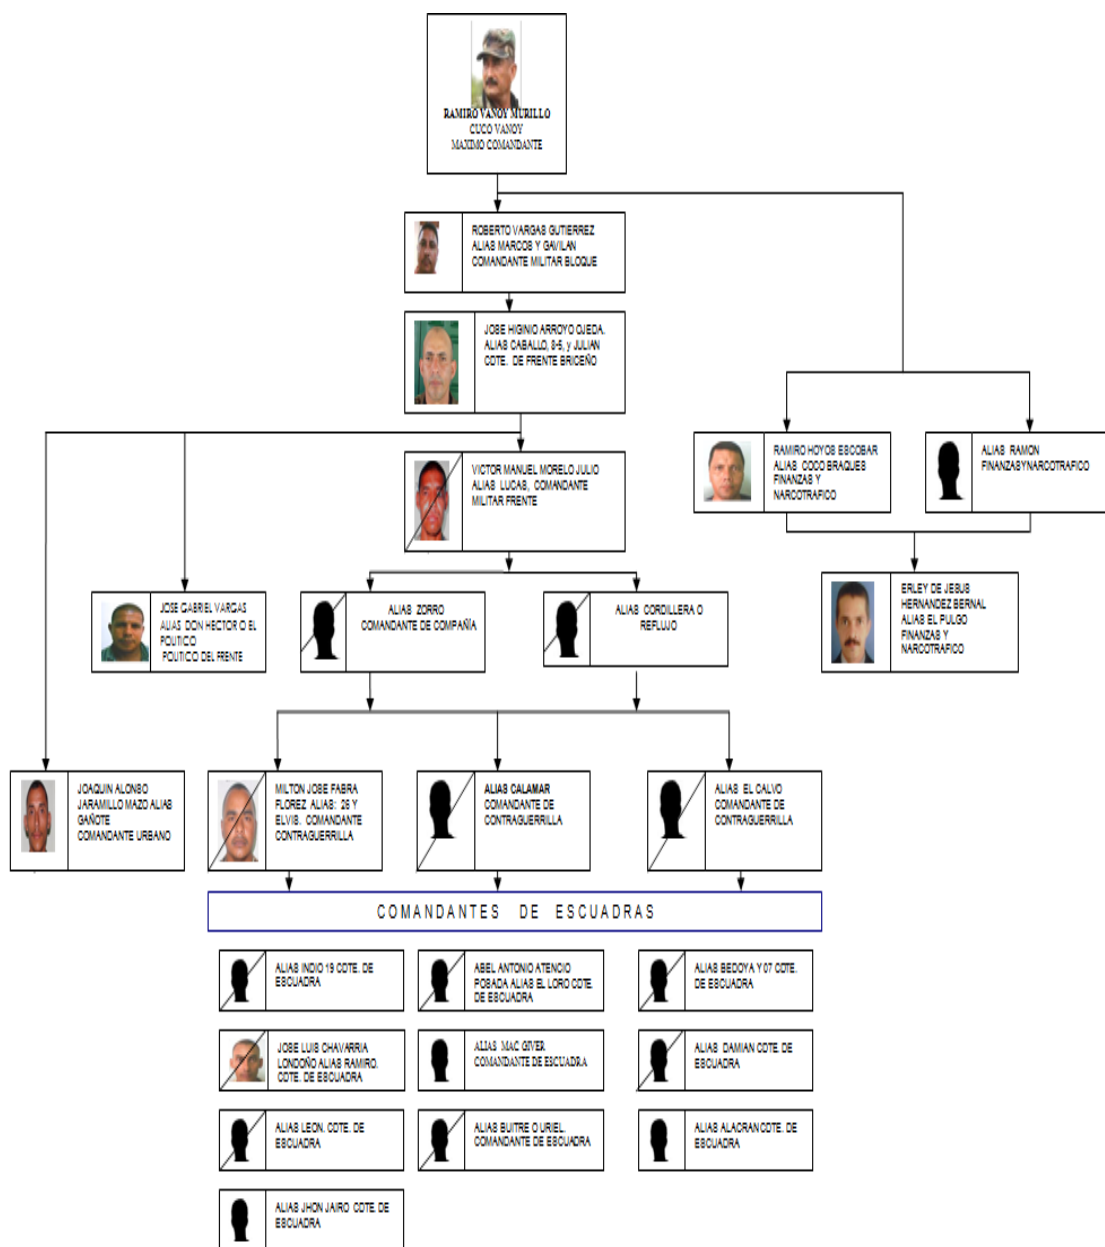 RAMIRO VANOY MURILLO
CUCO VANOY
MAXIMO COMANDANTE
ROBERTO VARGAS GUTIERREZ
ALIAS MARCOS Y GAVILAN
COMANDANTE MILITAR BLOQUE
JOSE HIGINIO ARROYO OJEDA.
ALIAS CABALLO, 8-5, y JULIAN
CDTE. DE FRENTE BRICEÑO
RAMIRO HOYOS ESCOBAR
ALIAS COCO BRAQUES
FINANZAS Y
NARCOTRAFICO
ALIAS RAMON
FINANZASYNARCOTRAFICO
VICTOR MANUEL MORELO JULIO
ALIAS LUCAS, COMANDANTE
MILITAR FRENTE
JOSE GABRIEL VARGAS
ALIAS DON HECTOR O EL
POLITICO
POLITICO DEL FRENTE
ALIAS ZORRO
COMANDANTE DE COMPAÑÍA
ALIAS CORDILLERA O
REFLUJO
ERLEY DE JESUS
HERNANDEZ BERNAL
ALIAS EL PULGO
FINANZAS Y
NARCOTRAFICO
JOAQUIN ALONSO
JARAMILLO MAZO ALIAS
GAÑOTE
COMANDANTE URBANO
MILTON JOSE FABRA
FLOREZ ALIAS: 26 Y
ELVIS. COMANDANTE
CONTRAGUERRILLA
ALIAS CALAMAR
COMANDANTE DE
CONTRAGUERRILLA
ALIAS EL CALVO
COMANDANTE DE
CONTRAGUERRILLA
COMANDANTES DE ESCUADRAS
ALIAS INDIO 19 CDTE. DE
ESCUADRA
ABEL ANTONIO ATENCIO
POSADA ALIAS EL LORO CDTE.
DE ESCUADRA
ALIAS BEDOYA Y 07 CDTE.
DE ESCUADRA
JOSE LUIS CHAVARRIA
LONDOÑO ALIAS RAMIRO.
CDTE. DE ESCUADRA
ALIAS MAC GIVER
COMANDANTE DE ESCUADRA
ALIAS DAMIAN CDTE. DE
ESCUADRA
ALIAS LEON. CDTE. DE
ESCUADRA
ALIAS BUITRE O URIEL.
COMANDANTE DE ESCUADRA
ALIAS ALACRAN CDTE. DE
ESCUADRA
ALIAS JHON JAIRO CDTE. DE
ESCUADRA